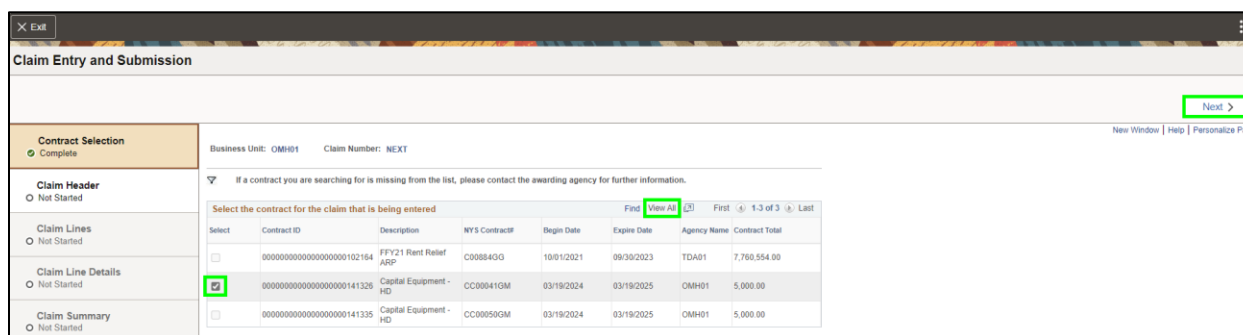 X Exit
Claim Entry and Submission
Next >
New Window | Help | Personalize P
Contract Selection
Complete
Business Unit: OMH01 Claim Number: NEXT
If a contract you are searching for is missing from the list, please contact the awarding agency for further information.
Claim Header
Not Started
Select the contract for the claim that is being entered Find View All First 1-3 of 3 Last
Select Contract ID Description NYS Contract# Begin Date Expire Date Agency Name Contract Total
Claim Lines
Not Started
0000000000000000000102164 FFY21 Rent Relief ARP C00884GG 10/01/2021 09/30/2023 TDA01 7,760,554.00
Claim Line Details
Not Started
0000000000000000000141326 Capital Equipment - HD CC00041GM 03/19/2024 03/19/2025 OMH01 5,000.00
Claim Summary
Not Started
0000000000000000000141335 Capital Equipment - HD CC00050GM 03/19/2024 03/19/2025 OMH01 5,000.00